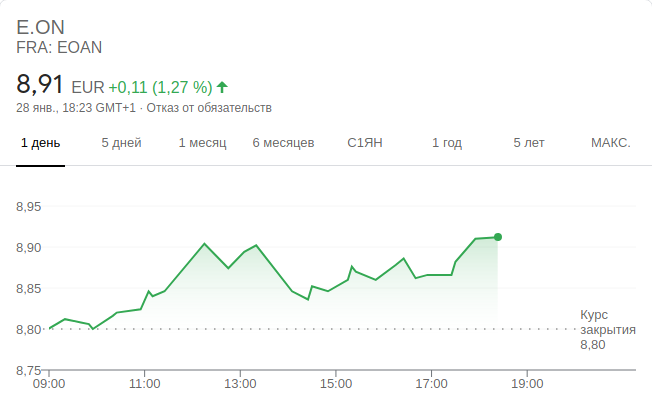 E.ON
FRA: EOAN
8,91 EUR +0,11 (1,27 %)
28 янв., 18:23 GMT+1 · Отказ от обязательств
1 день 5 дней 1 месяц 6 месяцев С1ЯН 1 год 5 лет МАКС.
8,95
8,90
8,85
8,80
8,75
Курс
закрытия
8,80
09:00 11:00 13:00 15:00 17:00 19:00